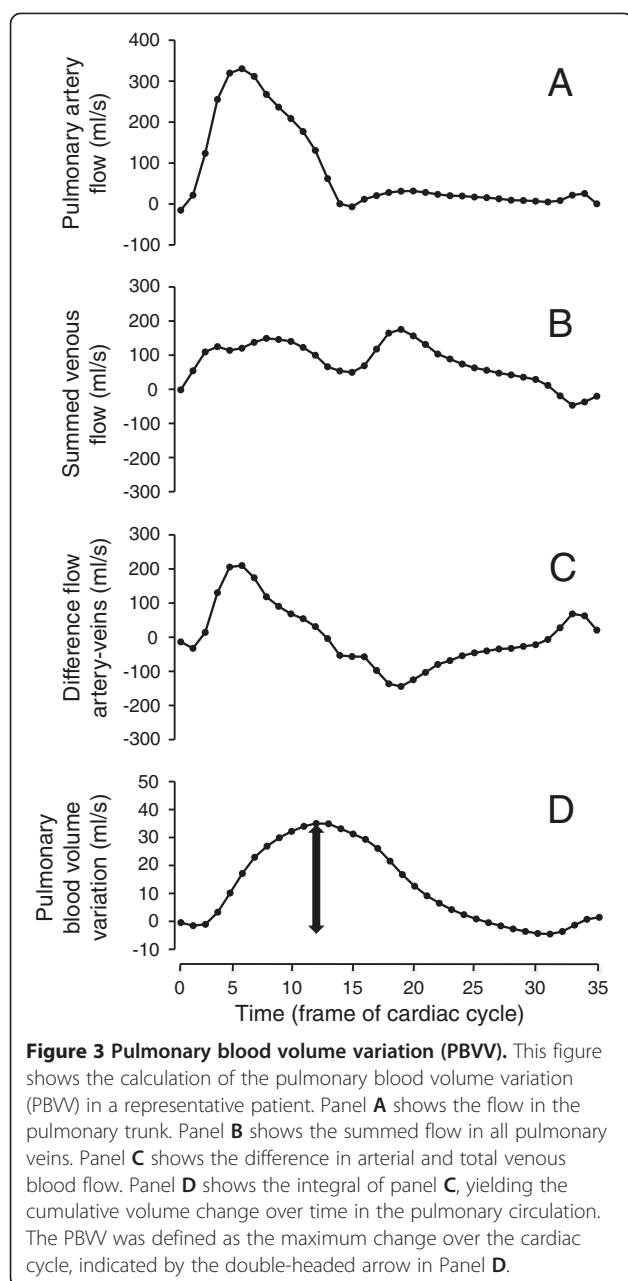 400
300
200
100
0
-100
Pulmonary artery
flow (ml/s)
A
300
200
100
0
-100
-200
-300
Summed venous
flow (ml/s)
B
300
200
100
0
-100
-200
-300
Difference flow
artery-veins (ml/s)
C
50
40
30
20
10
0
-10
Pulmonary
blood volume
variation (ml/s)
D
0 5 10 15 20 25 30 35
Time (frame of cardiac cycle)
Figure 3 Pulmonary blood volume variation (PBVV). This figure
shows the calculation of the pulmonary blood volume variation
(PBVV) in a representative patient. Panel A shows the flow in the
pulmonary trunk. Panel B shows the summed flow in all pulmonary
veins. Panel C shows the difference in arterial and total venous
blood flow. Panel D shows the integral of panel C, yielding the
cumulative volume change over time in the pulmonary circulation.
The PBVV was defined as the maximum change over the cardiac
cycle, indicated by the double-headed arrow in Panel D.